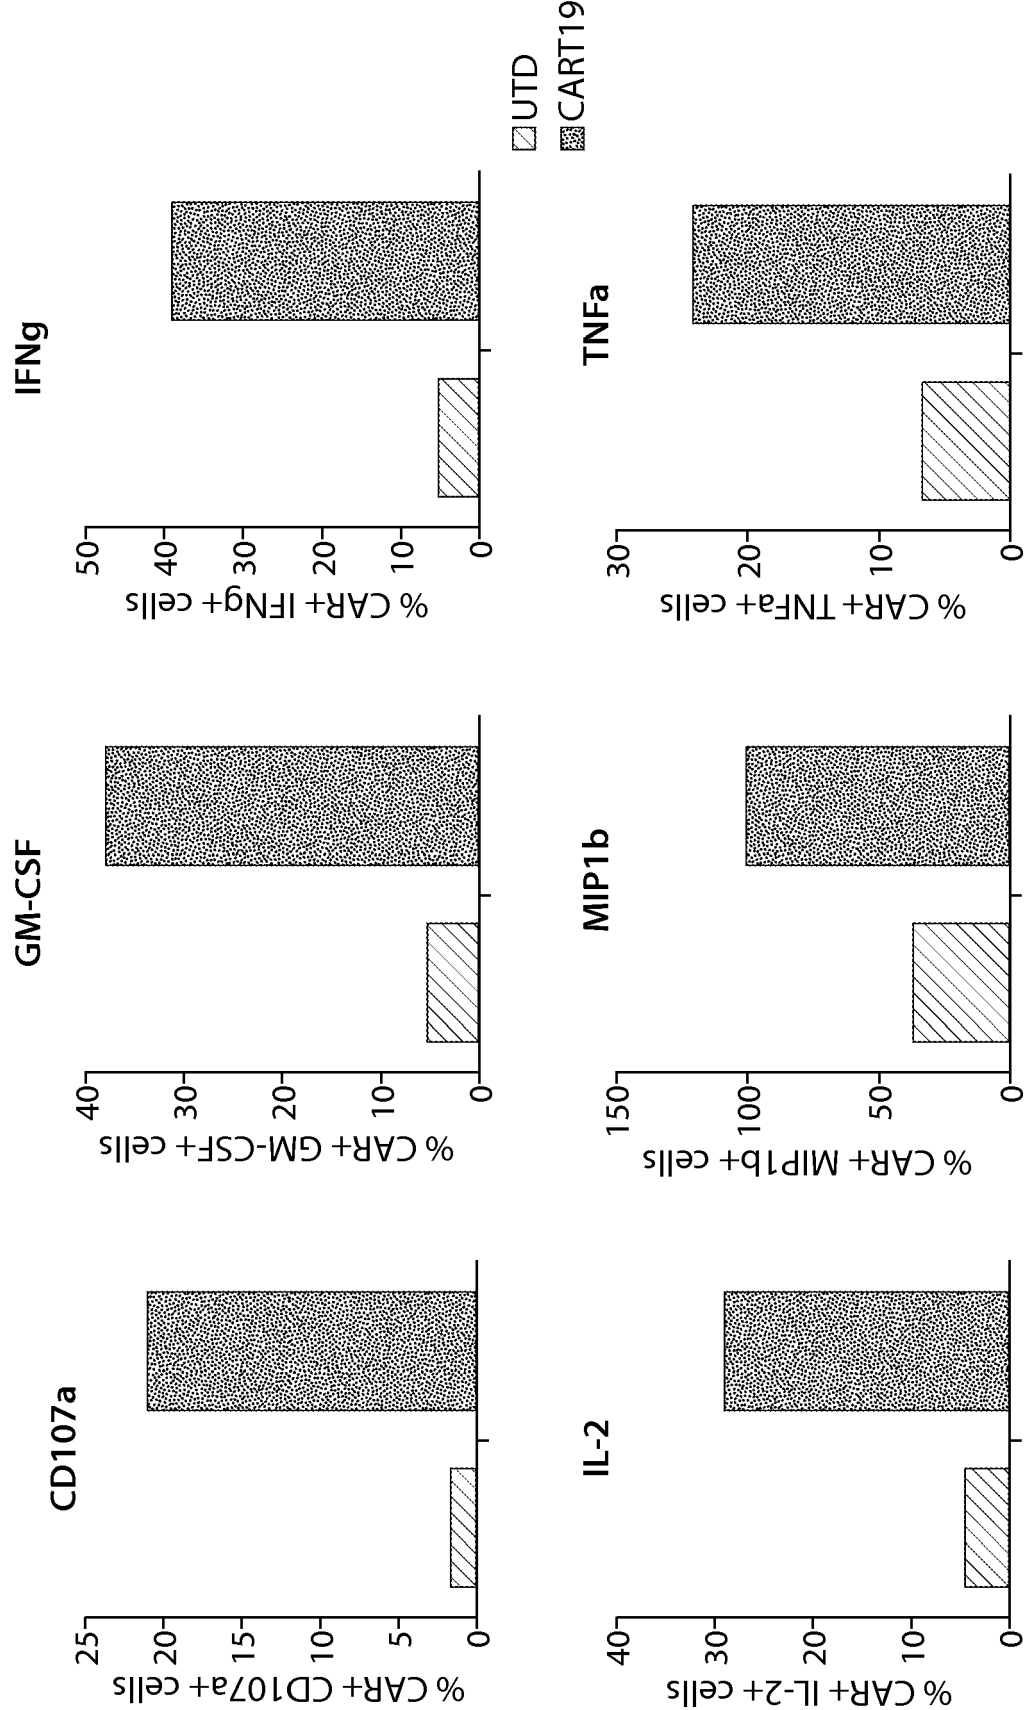 CD107a
% CAR+ CD107a+ cells
25
20
15
10
5
0
GM-CSF
% CAR+ GM-CSF+ cells
40
30
20
10
0
IFNg
% CAR+ IFNg+ cells
50
40
30
20
10
0
IL-2
% CAR+ IL-2+ cells
40
30
20
10
0
MIP1b
% CAR+ MIP1b+ cells
150
100
50
0
TNFa
% CAR+ TNFa+ cells
30
20
10
0
UTD
CART19